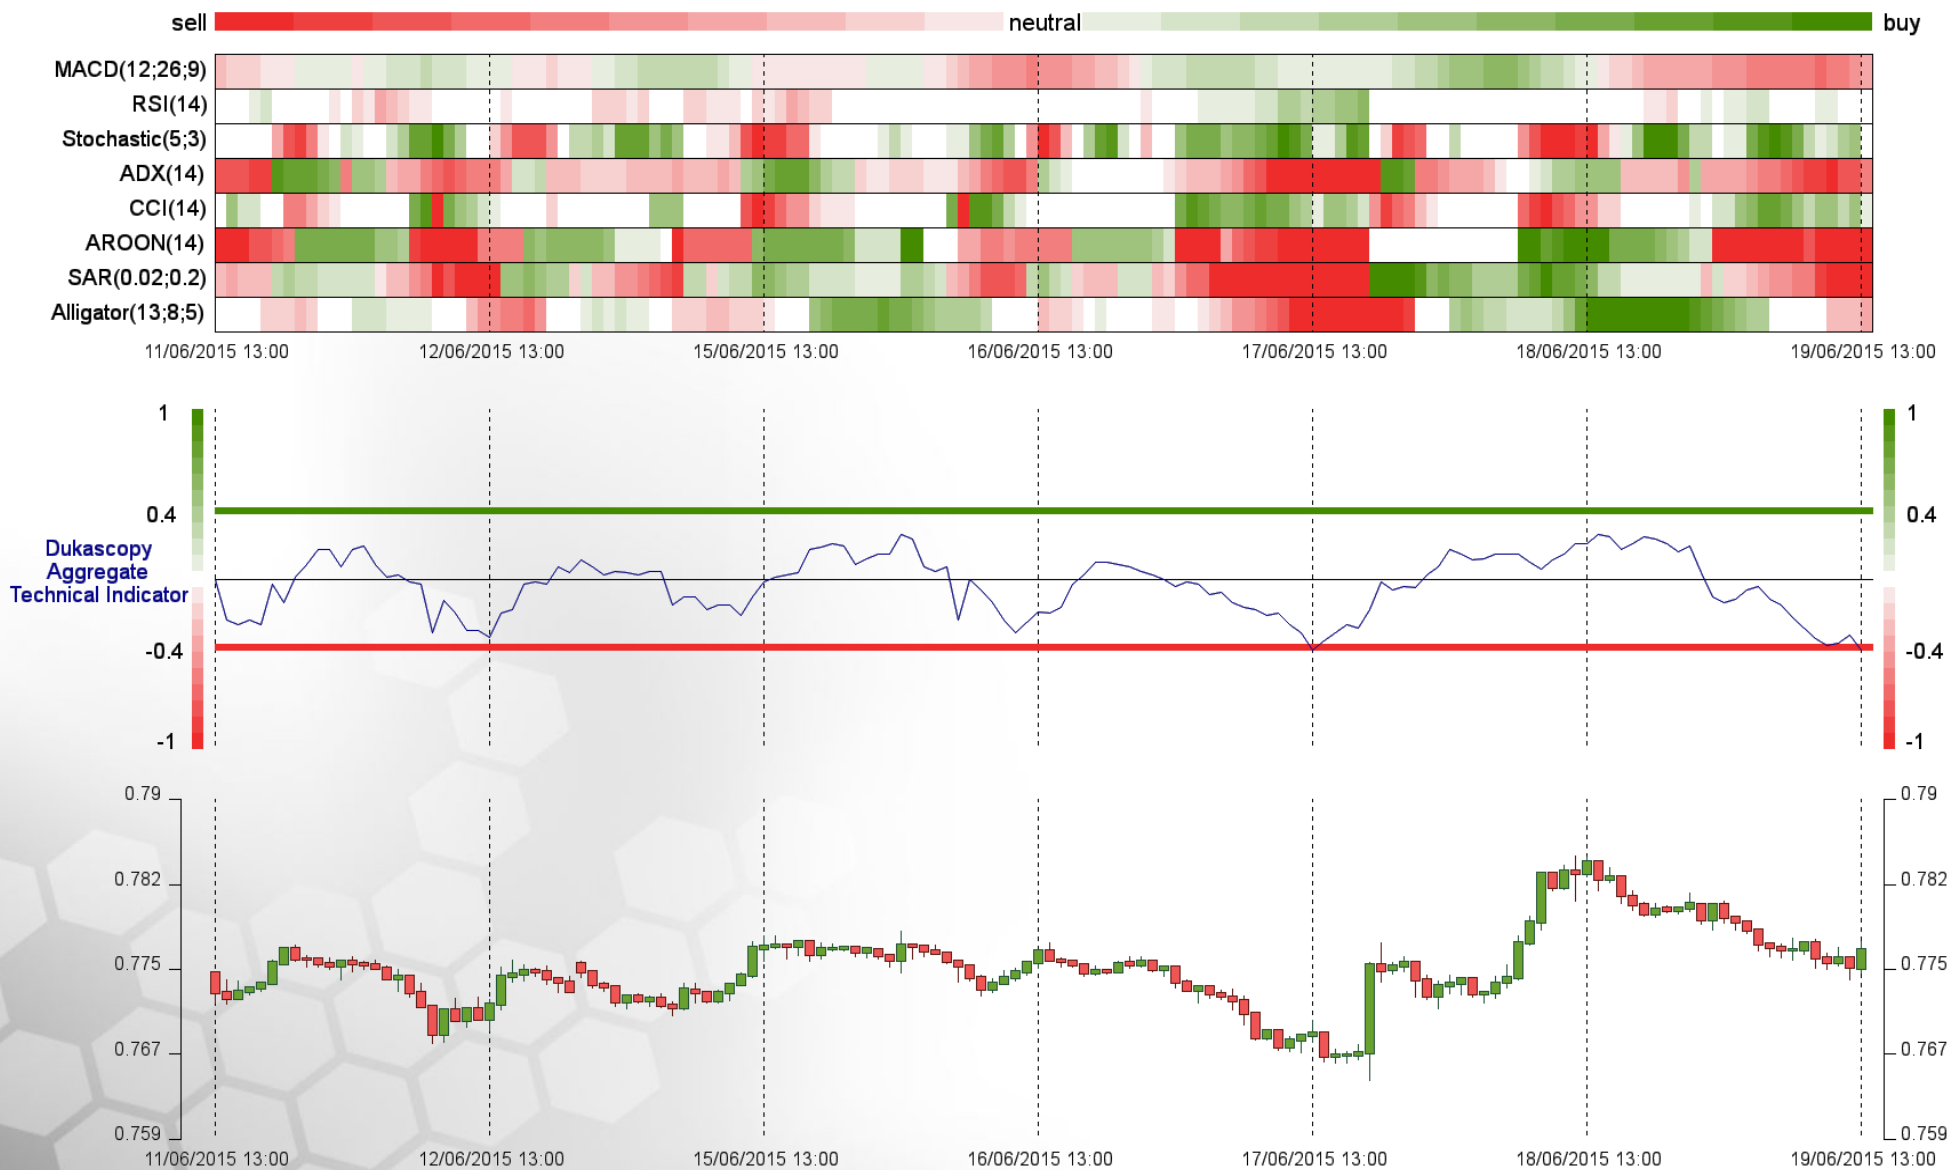 sell neutral buy
MACD(12;26;9)
RSI(14)
Stochastic(5;3)
ADX(14)
CCI(14)
AROON(14)
SAR(0.02;0.2)
Alligator(13;8;5)
11/06/2015 13:00 12/06/2015 13:00 15/06/2015 13:00 16/06/2015 13:00 17/06/2015 13:00 18/06/2015 13:00 19/06/2015 13:00
1 1
0.4 0.4
Dukascopy
Aggregate
Technical Indicator
-0.4 -0.4
-1 -1
0.79 0.79
0.782 0.782
0.775 0.775
0.767 0.767
0.759 0.759
11/06/2015 13:00 12/06/2015 13:00 15/06/2015 13:00 16/06/2015 13:00 17/06/2015 13:00 18/06/2015 13:00 19/06/2015 13:00